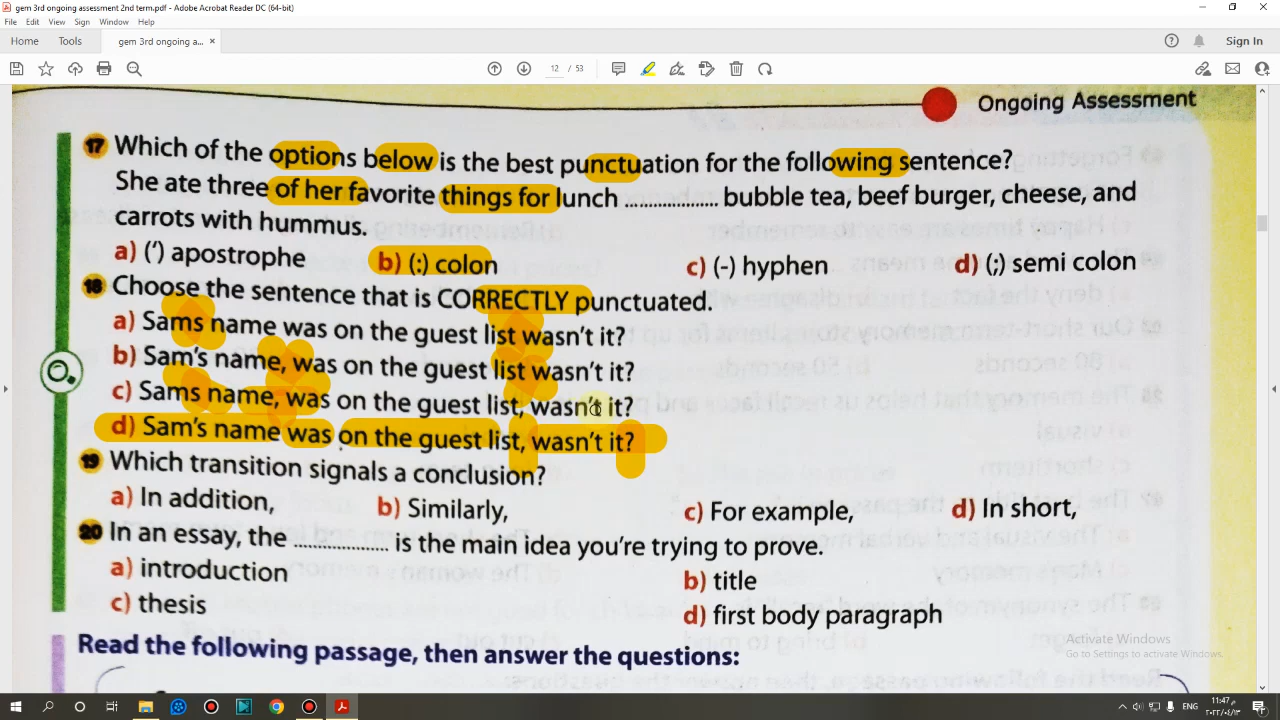 gem 3rd ongoing assessment 2nd term.pdf - Adobe Acrobat Reader DC (64-bit)
File Edit View Sign Window Help
Home Tools gem 3rd ongoing a... × Sign In
12 / 53
Ongoing Assessment
17 Which of the options below is the best punctuation for the following sentence?
She ate three of her favorite things for lunch .................. bubble tea, beef burger, cheese, and
carrots with hummus.
a) (') apostrophe b) (:) colon c) (-) hyphen d) (;) semi colon
18 Choose the sentence that is CORRECTLY punctuated.
a) Sams name was on the guest list wasn't it?
b) Sam's name, was on the guest list wasn't it?
c) Sams name, was on the guest list, wasn't it?
d) Sam's name was on the guest list, wasn't it?
19 Which transition signals a conclusion?
a) In addition, b) Similarly, c) For example, d) In short,
20 In an essay, the .................. is the main idea you're trying to prove.
a) introduction b) title
c) thesis d) first body paragraph
Read the following passage, then answer the questions:
Activate Windows
Go to Settings to activate Windows.
ENG 11:47 م
٢٠٢٢/٠٤/١٣